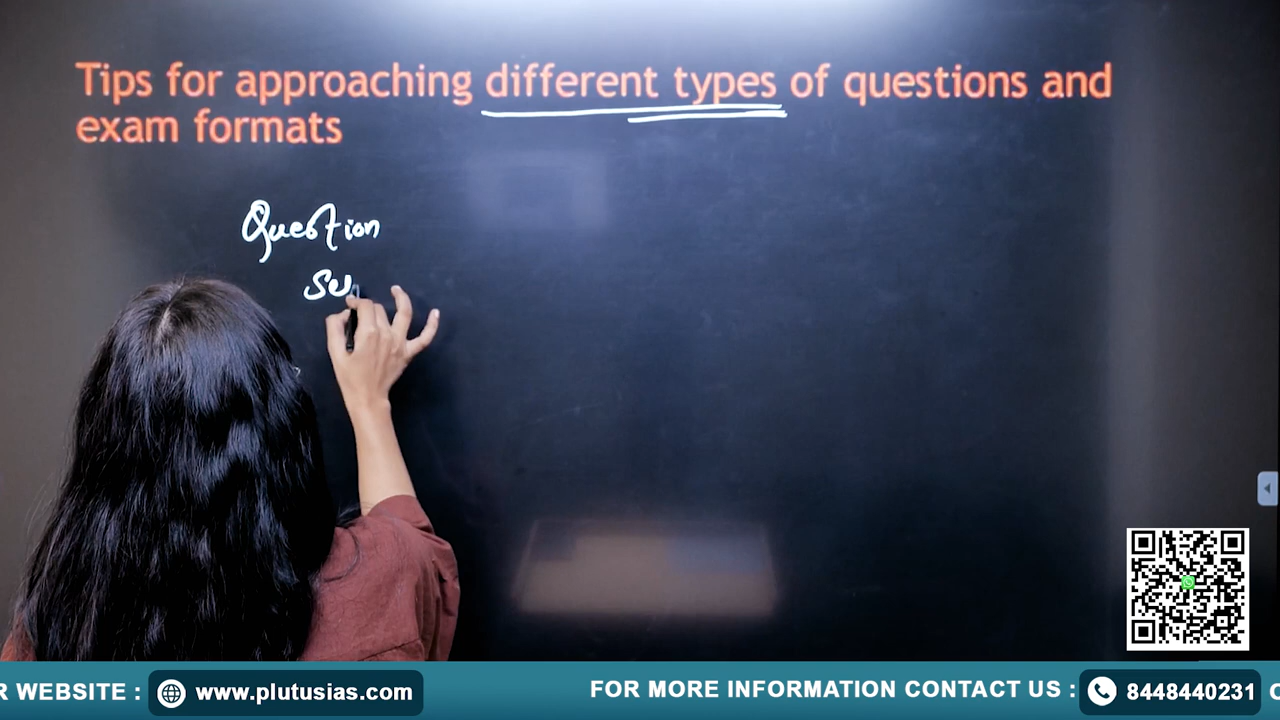 Tips for approaching different types of questions and
exam formats
Question
R WEBSITE :
www.plutusias.com
FOR MORE INFORMATION CONTACT US :
8448440231